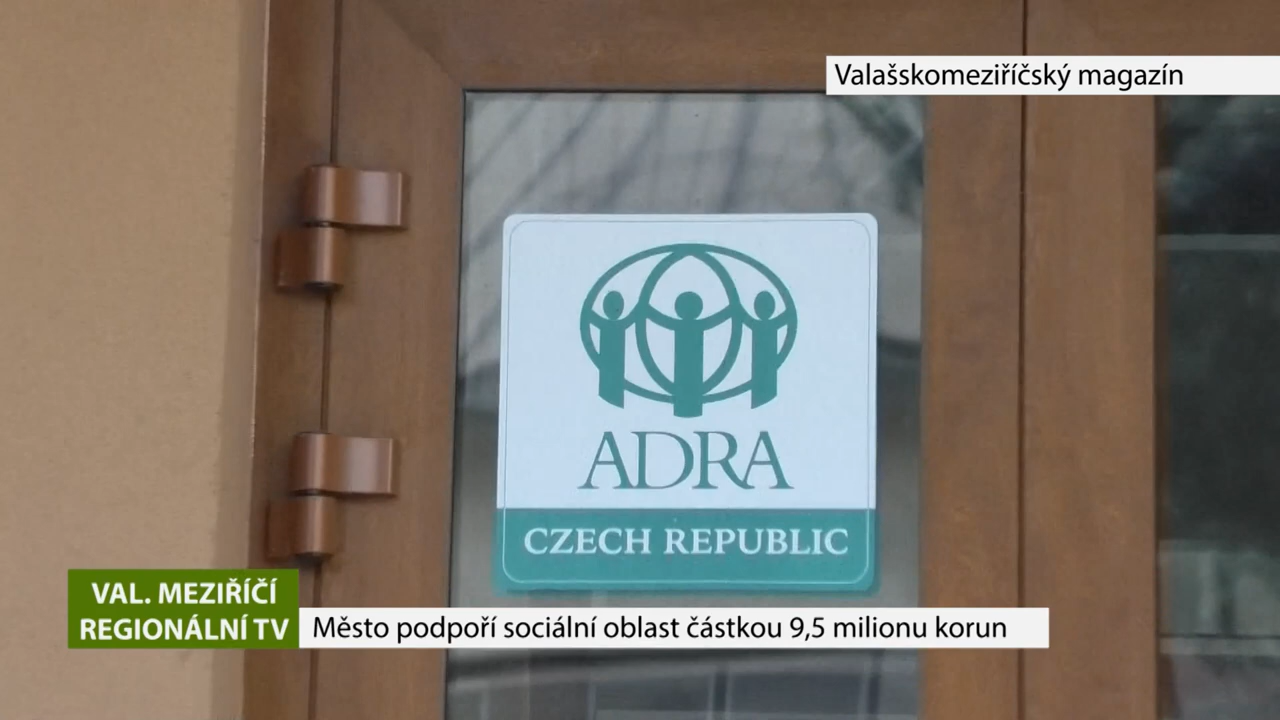 Valašskomeziříčský magazín
ADRA
CZECH REPUBLIC
VAL. MEZIŘÍČÍ
REGIONÁLNÍ TV
Město podpoří sociální oblast částkou 9,5 milionu korun